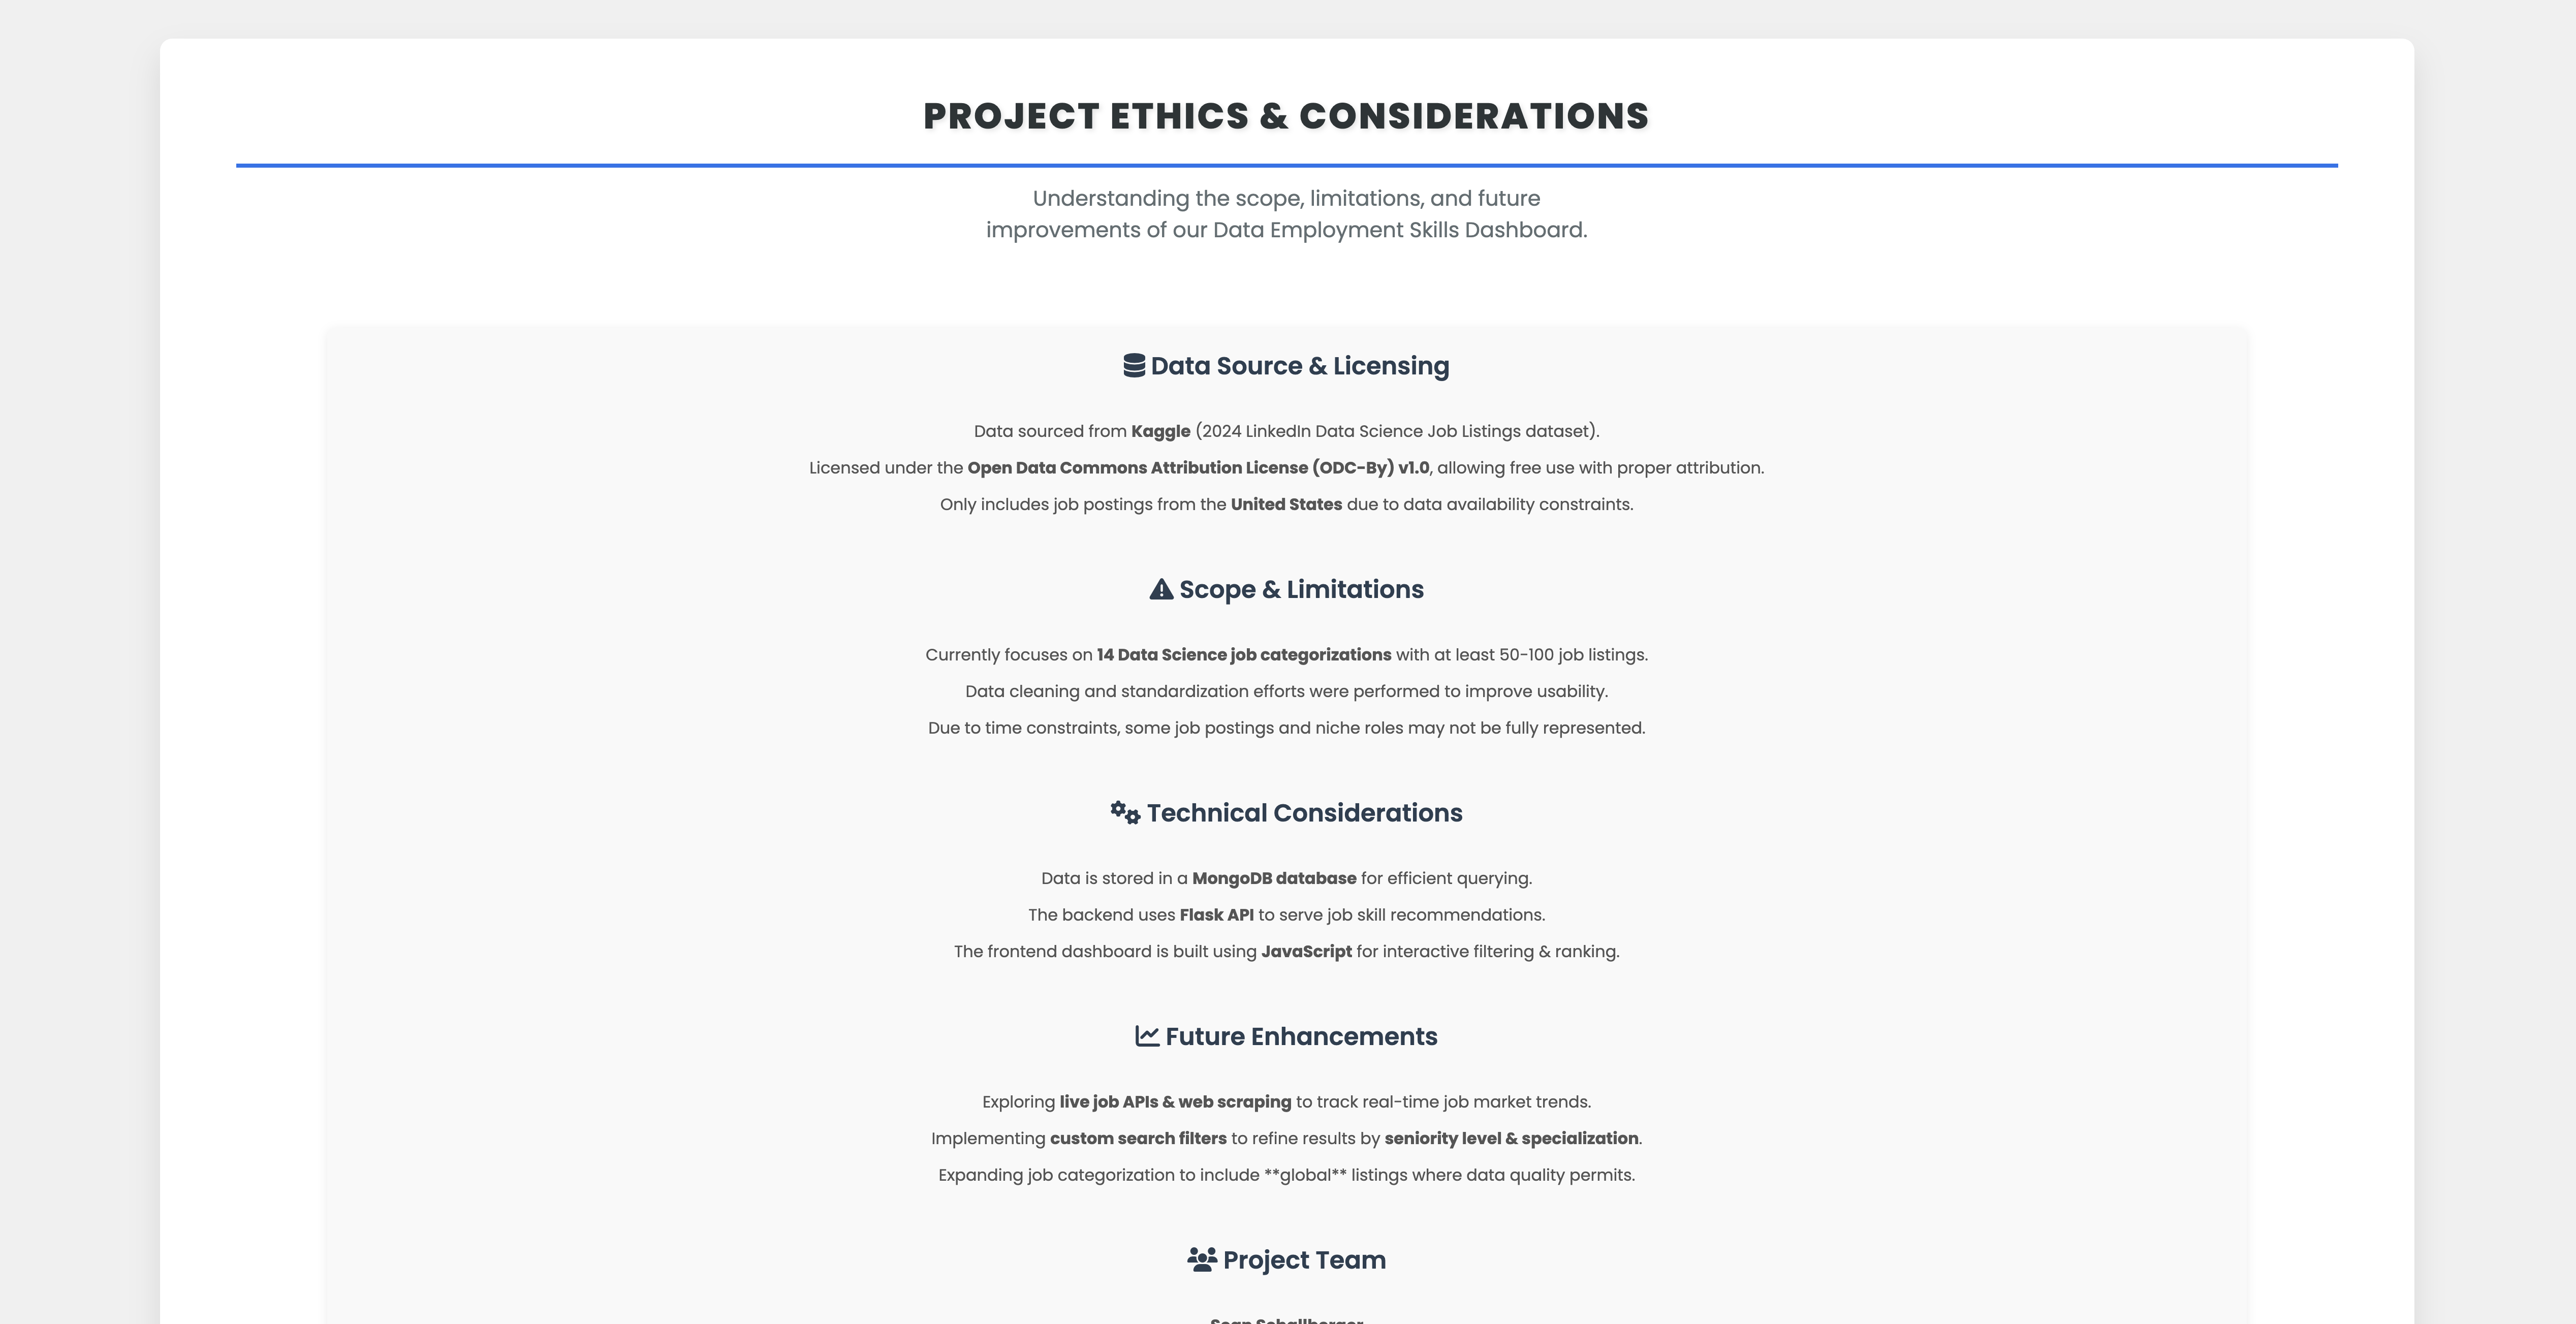 PROJECT ETHICS & CONSIDERATIONS
Understanding the scope, limitations, and future
improvements of our Data Employment Skills Dashboard.
Data Source & Licensing
Data sourced from Kaggle (2024 LinkedIn Data Science Job Listings dataset).
Licensed under the Open Data Commons Attribution License (ODC-By) v1.0, allowing free use with proper attribution.
Only includes job postings from the United States due to data availability constraints.
Scope & Limitations
Currently focuses on 14 Data Science job categorizations with at least 50-100 job listings.
Data cleaning and standardization efforts were performed to improve usability.
Due to time constraints, some job postings and niche roles may not be fully represented.
Technical Considerations
Data is stored in a MongoDB database for efficient querying.
The backend uses Flask API to serve job skill recommendations.
The frontend dashboard is built using JavaScript for interactive filtering & ranking.
Future Enhancements
Exploring live job APIs & web scraping to track real-time job market trends.
Implementing custom search filters to refine results by seniority level & specialization.
Expanding job categorization to include **global** listings where data quality permits.
Project Team
Sean Schallberger